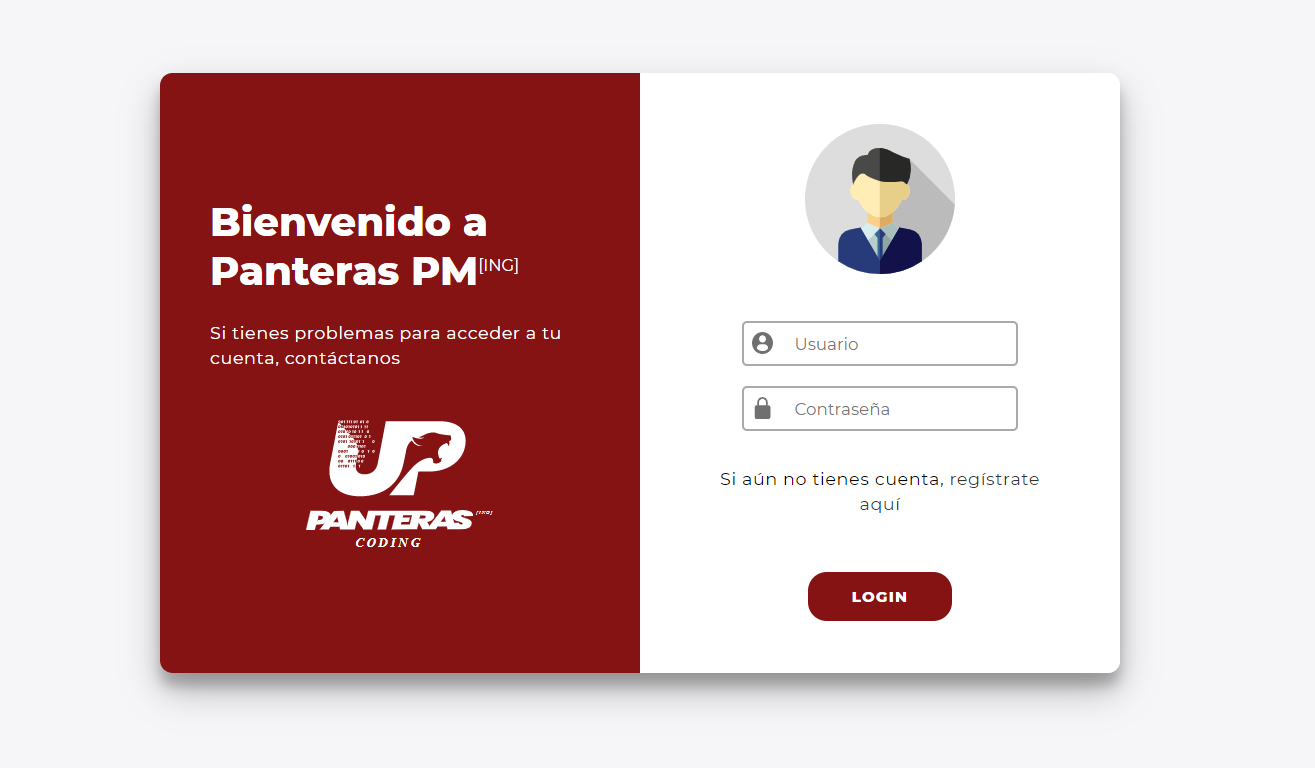 Bienvenido a
Panteras PM[ING]
Si tienes problemas para acceder a tu
cuenta, contáctanos
UP
PANTERAS [ING]
CODING
Usuario
Contraseña
Si aún no tienes cuenta, regístrate
aquí
LOGIN